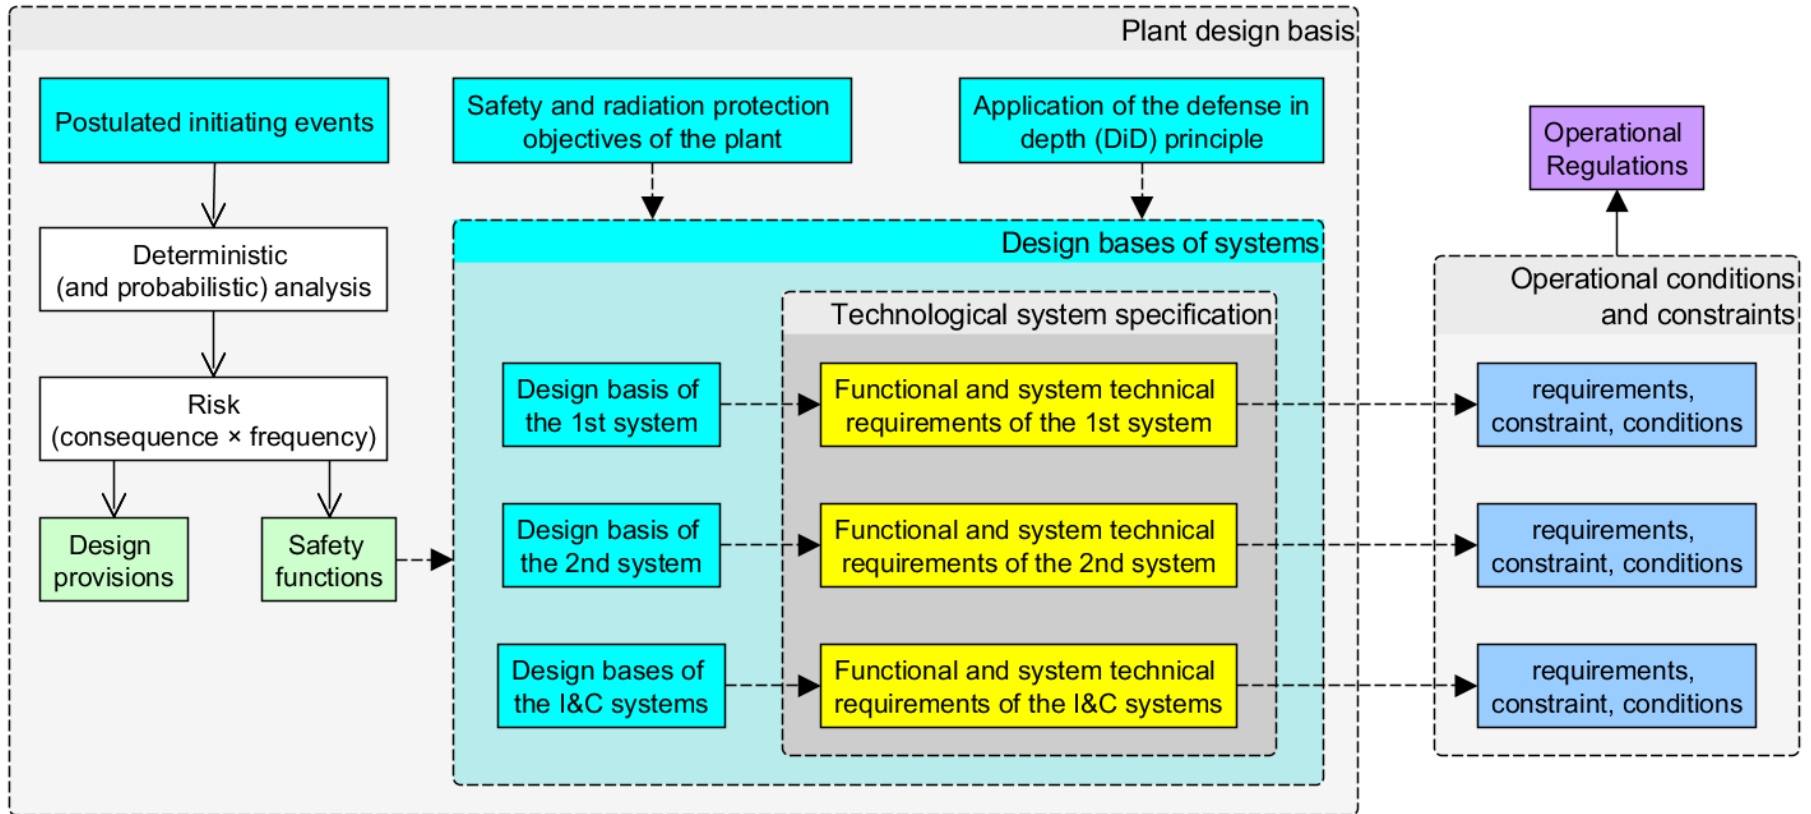 Plant design basis
Postulated initiating events
Safety and radiation protection
objectives of the plant
Application of the defense in
depth (DiD) principle
Operational
Regulations
Deterministic
(and probabilistic) analysis
Design bases of systems
Operational conditions
and constraints
Technological system specification
Risk
(consequence × frequency)
Design basis of
the 1st system
Functional and system technical
requirements of the 1st system
requirements,
constraint, conditions
Design
provisions
Safety
functions
Design basis of
the 2nd system
Functional and system technical
requirements of the 2nd system
requirements,
constraint, conditions
Design bases of
the I&C systems
Functional and system technical
requirements of the I&C systems
requirements,
constraint, conditions